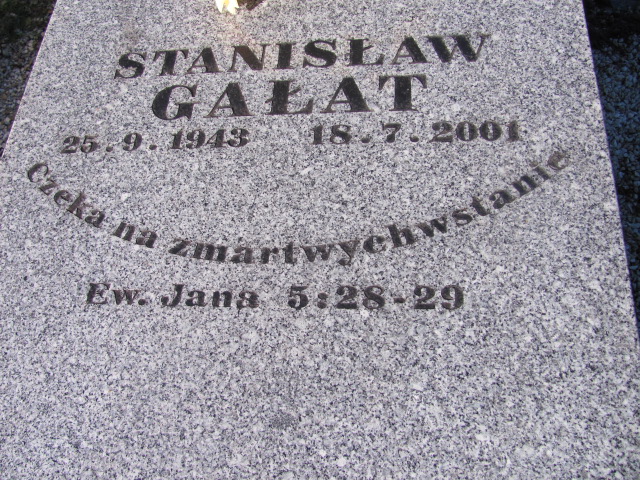 STANISŁAW
GAŁAT
25.9.1943 18.7.2001
Czeka na zmartwychwstanie
Ew. Jana 5:28-29